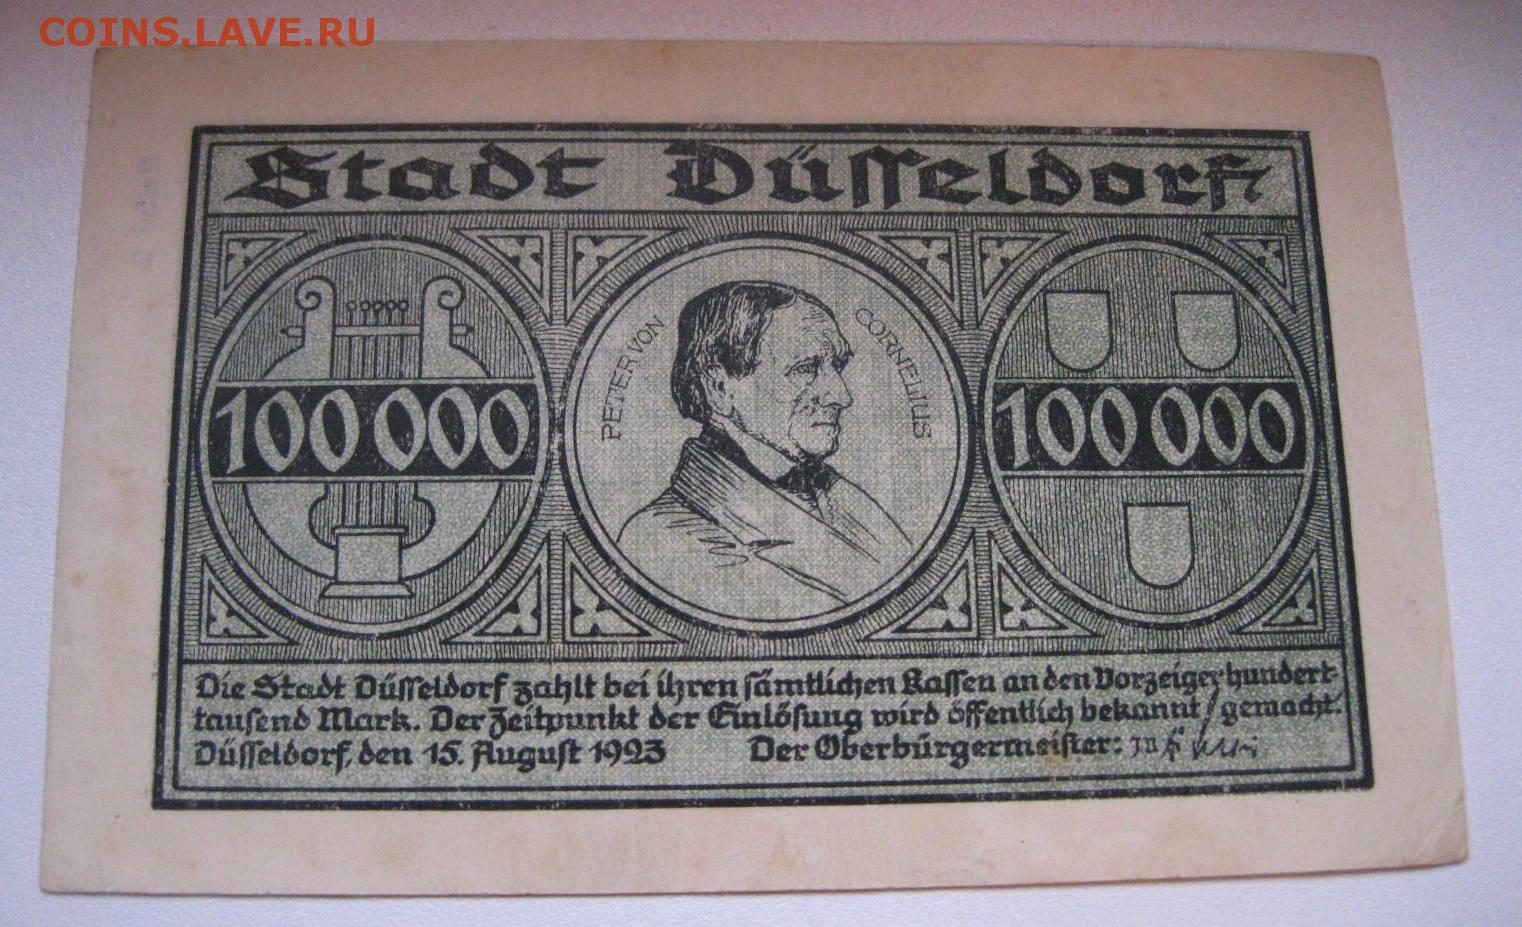 COINS.LAVE.RU
Stadt Düsseldorf
PETER VON CORNELIUS
100 000
100 000
Die Stadt Düsseldorf zahlt bei ihren sämtlichen Kassen an den Vorzeiger hundert-
tausend Mark. Der Zeitpunkt der Einlösung wird öffentlich bekannt gemacht.
Düsseldorf, den 15. August 1923 Der Oberbürgermeister: